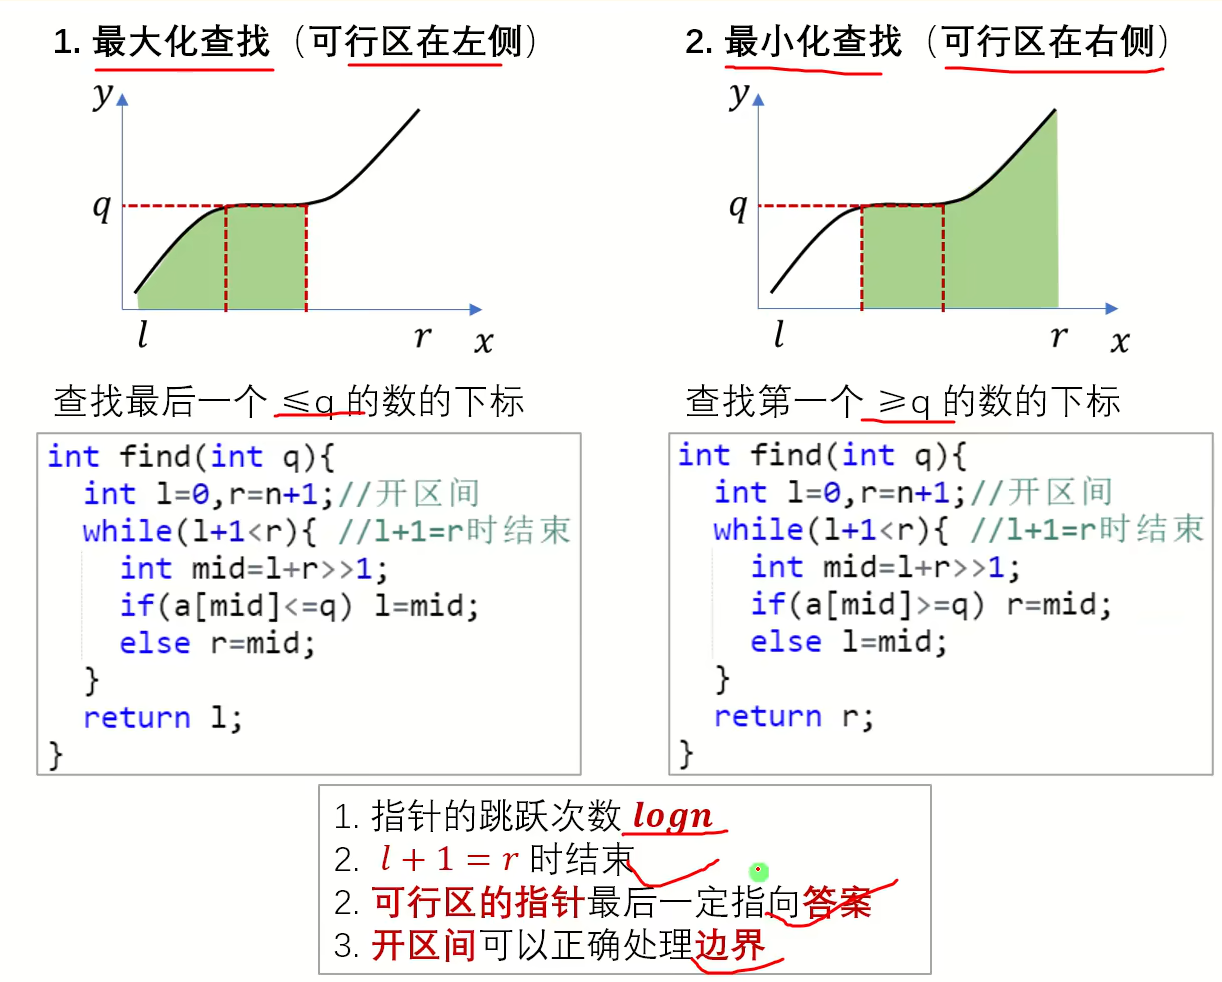 1. 最大化查找（可行区在左侧）
y
q
l
r
x
查找最后一个 ≤q 的数的下标
int find(int q){
int l=0,r=n+1;//开区间
while(l+1<r){ //l+1=r时结束
int mid=l+r>>1;
if(a[mid]<=q) l=mid;
else r=mid;
}
return l;
}
2. 最小化查找（可行区在右侧）
y
q
l
r
x
查找第一个 ≥q 的数的下标
int find(int q){
int l=0,r=n+1;//开区间
while(l+1<r){ //l+1=r时结束
int mid=l+r>>1;
if(a[mid]>=q) r=mid;
else l=mid;
}
return r;
}
1. 指针的跳跃次数 logn
2. l + 1 = r 时结束
2. 可行区的指针最后一定指向答案
3. 开区间可以正确处理边界